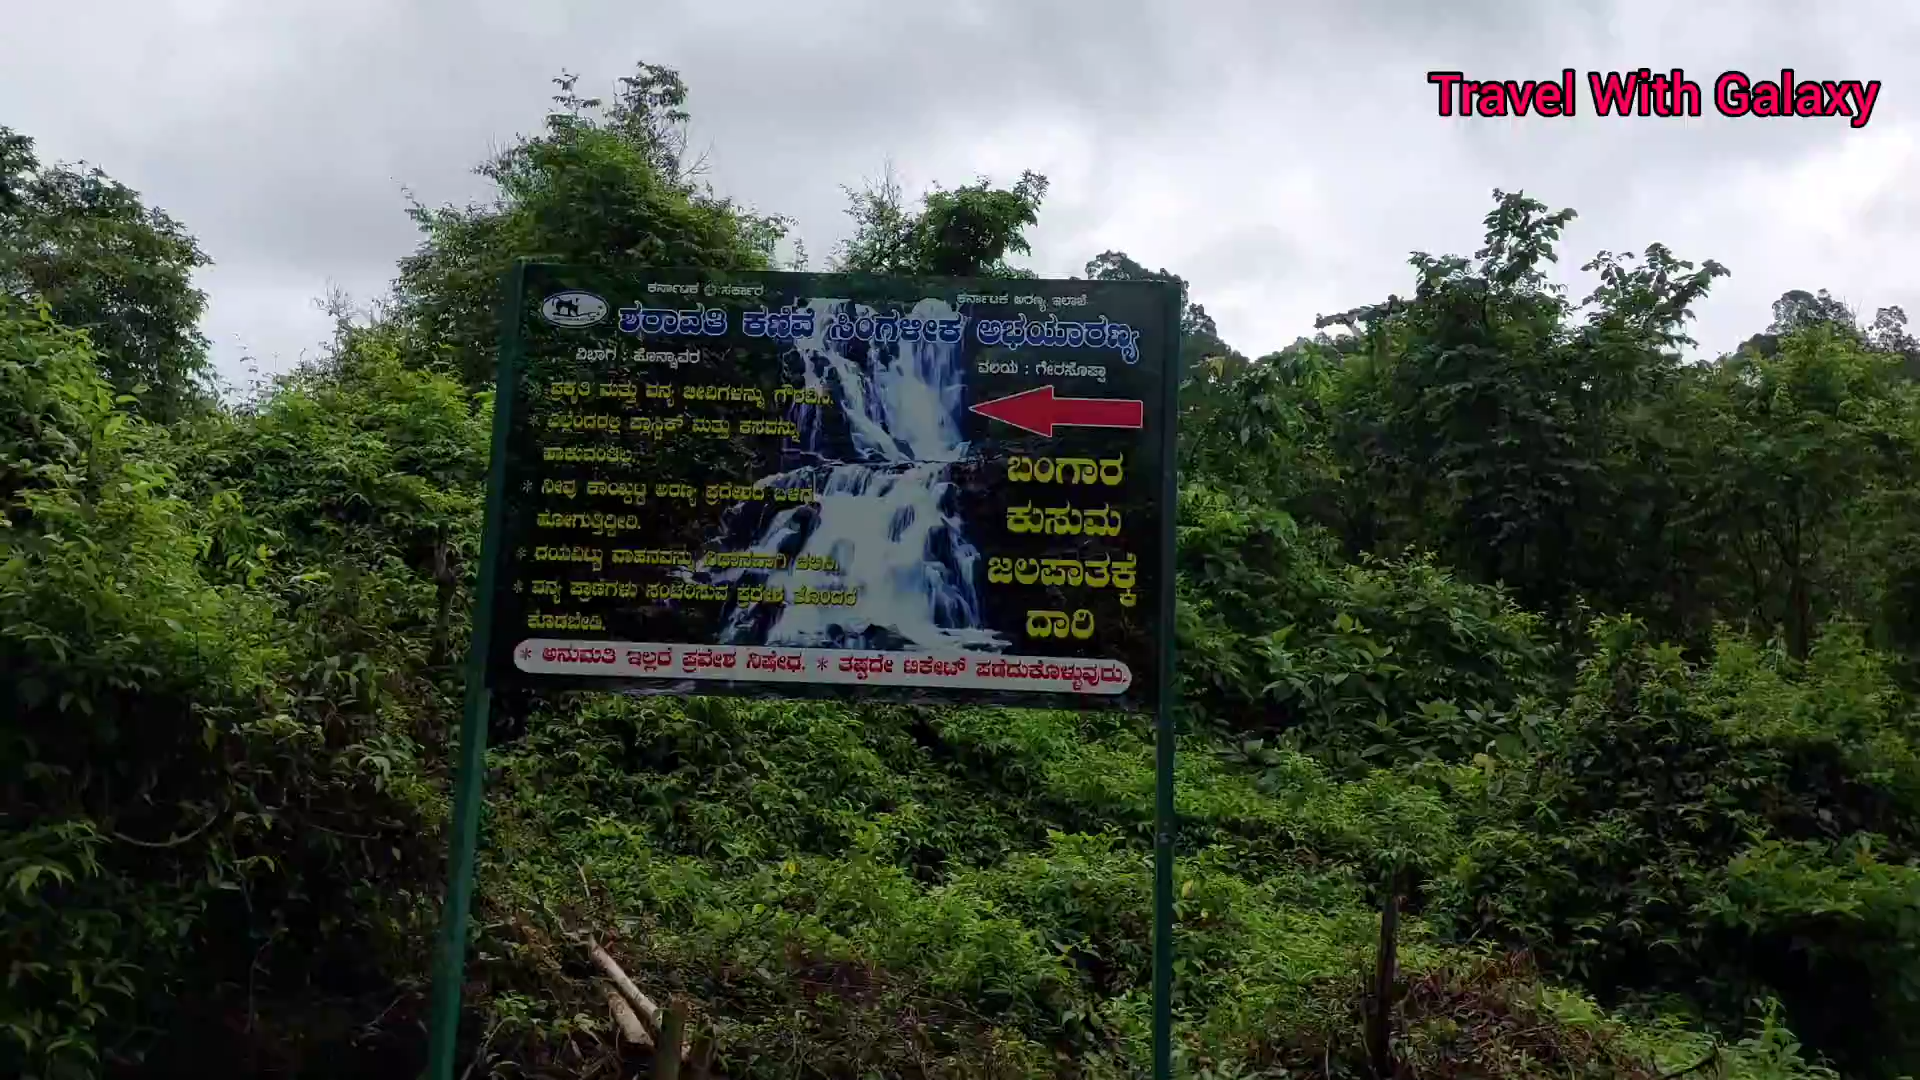 Travel With Galaxy
ಕರ್ನಾಟಕ ಸರ್ಕಾರ ಕರ್ನಾಟಕ ಅರಣ್ಯ ಇಲಾಖೆ
ಶರಾವತಿ ಕಣಿವೆ ಸಿಂಗಳೀಕ ಅಭಯಾರಣ್ಯ
ವಿಭಾಗ : ಹೊನ್ನಾವರ ವಲಯ : ಗೇರಸೊಪ್ಪಾ
* ಪ್ರಕೃತಿ ಮತ್ತು ವನ್ಯ ಜೀವಿಗಳನ್ನು ಗೌರವಿಸಿ.
* ಎಲ್ಲೆಂದರಲ್ಲಿ ಪ್ಲಾಸ್ಟಿಕ್ ಮತ್ತು ಕಸವನ್ನು
ಹಾಕುವಂತಿಲ್ಲ.
* ನೀವು ಕಾಯ್ದಿಟ್ಟ ಅರಣ್ಯ ಪ್ರದೇಶದ ಒಳಗೆ
ಹೋಗುತ್ತಿದ್ದೀರಿ.
* ದಯವಿಟ್ಟು ವಾಹನವನ್ನು ನಿಧಾನವಾಗಿ ಚಲಿಸಿ.
* ವನ್ಯ ಪ್ರಾಣಿಗಳು ಸಂಚರಿಸುವ ಪ್ರದೇಶ ತೊಂದರೆ
ಕೊಡಬೇಡಿ.
ಬಂಗಾರ
ಕುಸುಮ
ಜಲಪಾತಕ್ಕೆ
ದಾರಿ
* ಅನುಮತಿ ಇಲ್ಲದೆ ಪ್ರವೇಶ ನಿಷೇಧ. * ತಪ್ಪದೇ ಟಿಕೇಟ್ ಪಡೆದುಕೊಳ್ಳುವುದು.